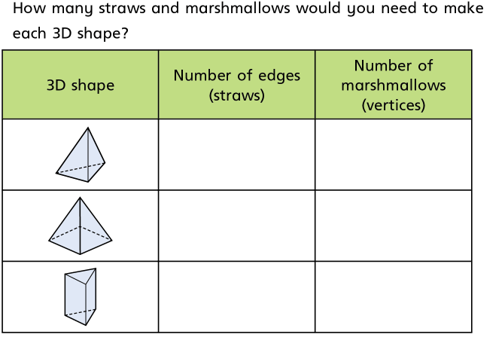 How many straws and marshmallows would you need to make
each 3D shape?
3D shape
Number of edges
(straws)
Number of
marshmallows
(vertices)